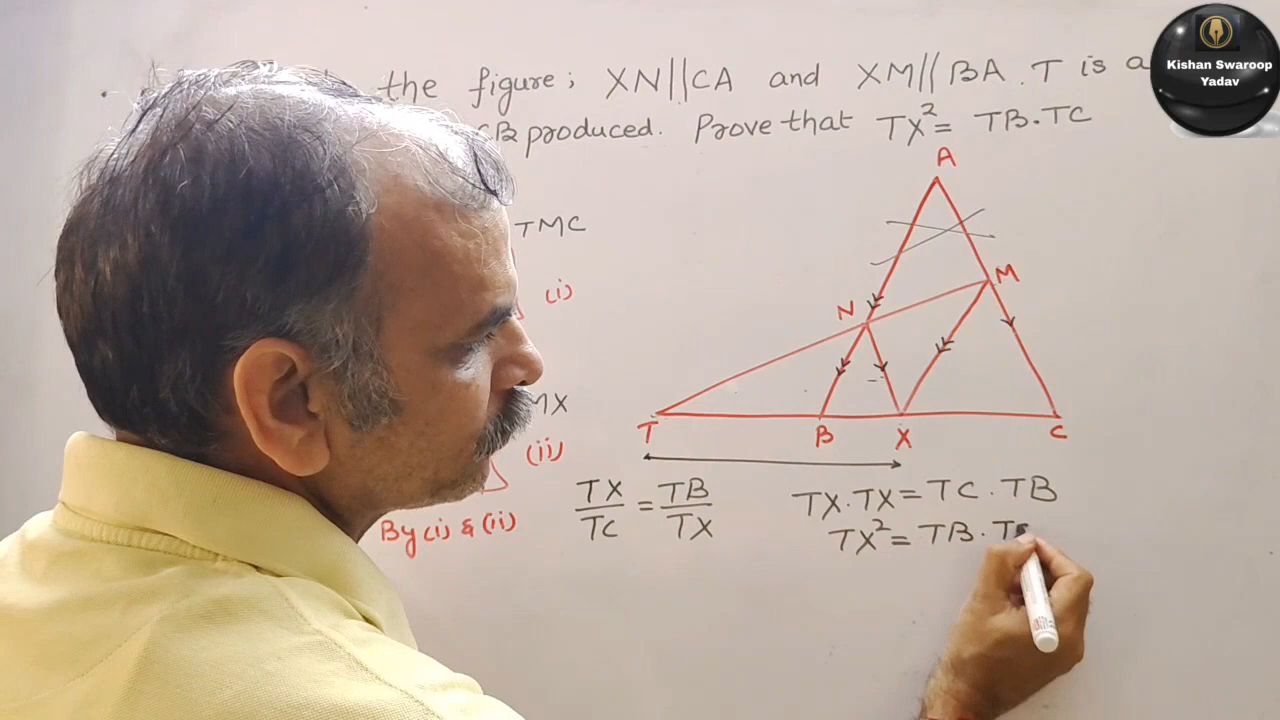 the figure; XN||CA and XM||BA. T is a
CB produced. Prove that TX²= TB.TC
TMC
(i)
MX
(ii)
By (i) & (ii)
TX/TC = TB/TX
TX.TX = TC.TB
TX² = TB.T
A
N
M
T
B
X
C
Kishan Swaroop
Yadav